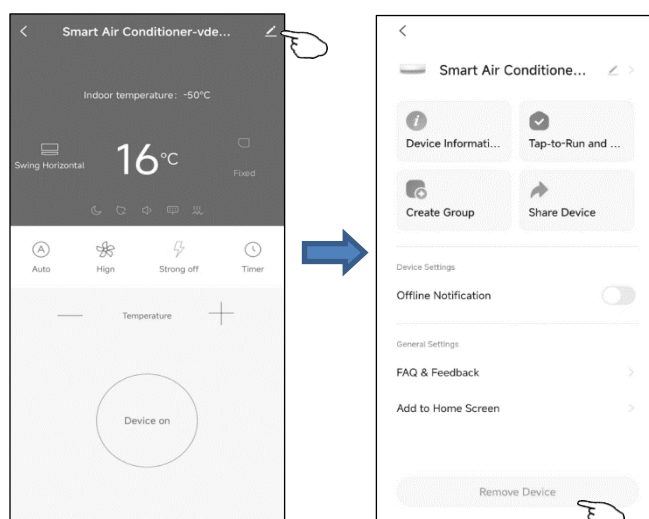 Smart Air Conditioner-vde...
Indoor temperature: -50°C
Swing Horizontal
16°C
Fixed
Auto
Hign
Strong off
Timer
Temperature
Device on
Smart Air Conditione...
Device Informati...
Tap-to-Run and ...
Create Group
Share Device
Device Settings
Offline Notification
General Settings
FAQ & Feedback
Add to Home Screen
Remove Device